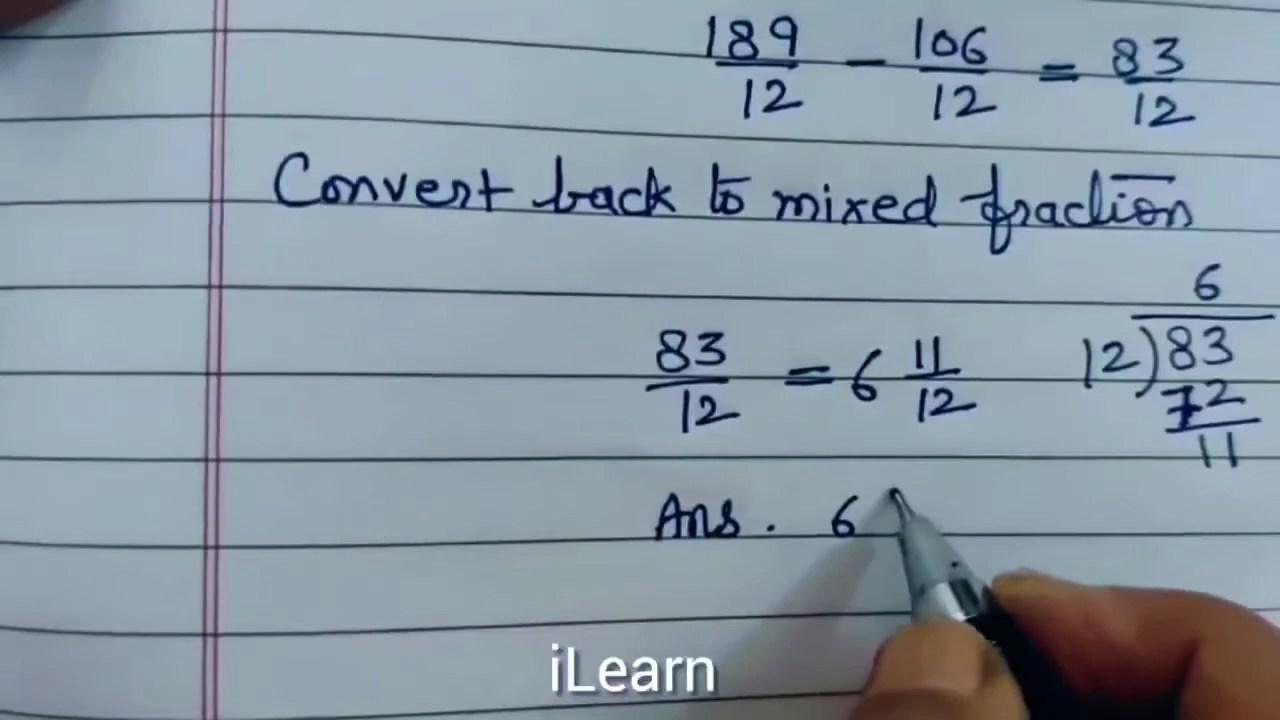 189/12 - 106/12 = 83/12
Convert back to mixed fraction
6
83/12 = 6 11/12 12)83
72
11
Ans. 6
iLearn